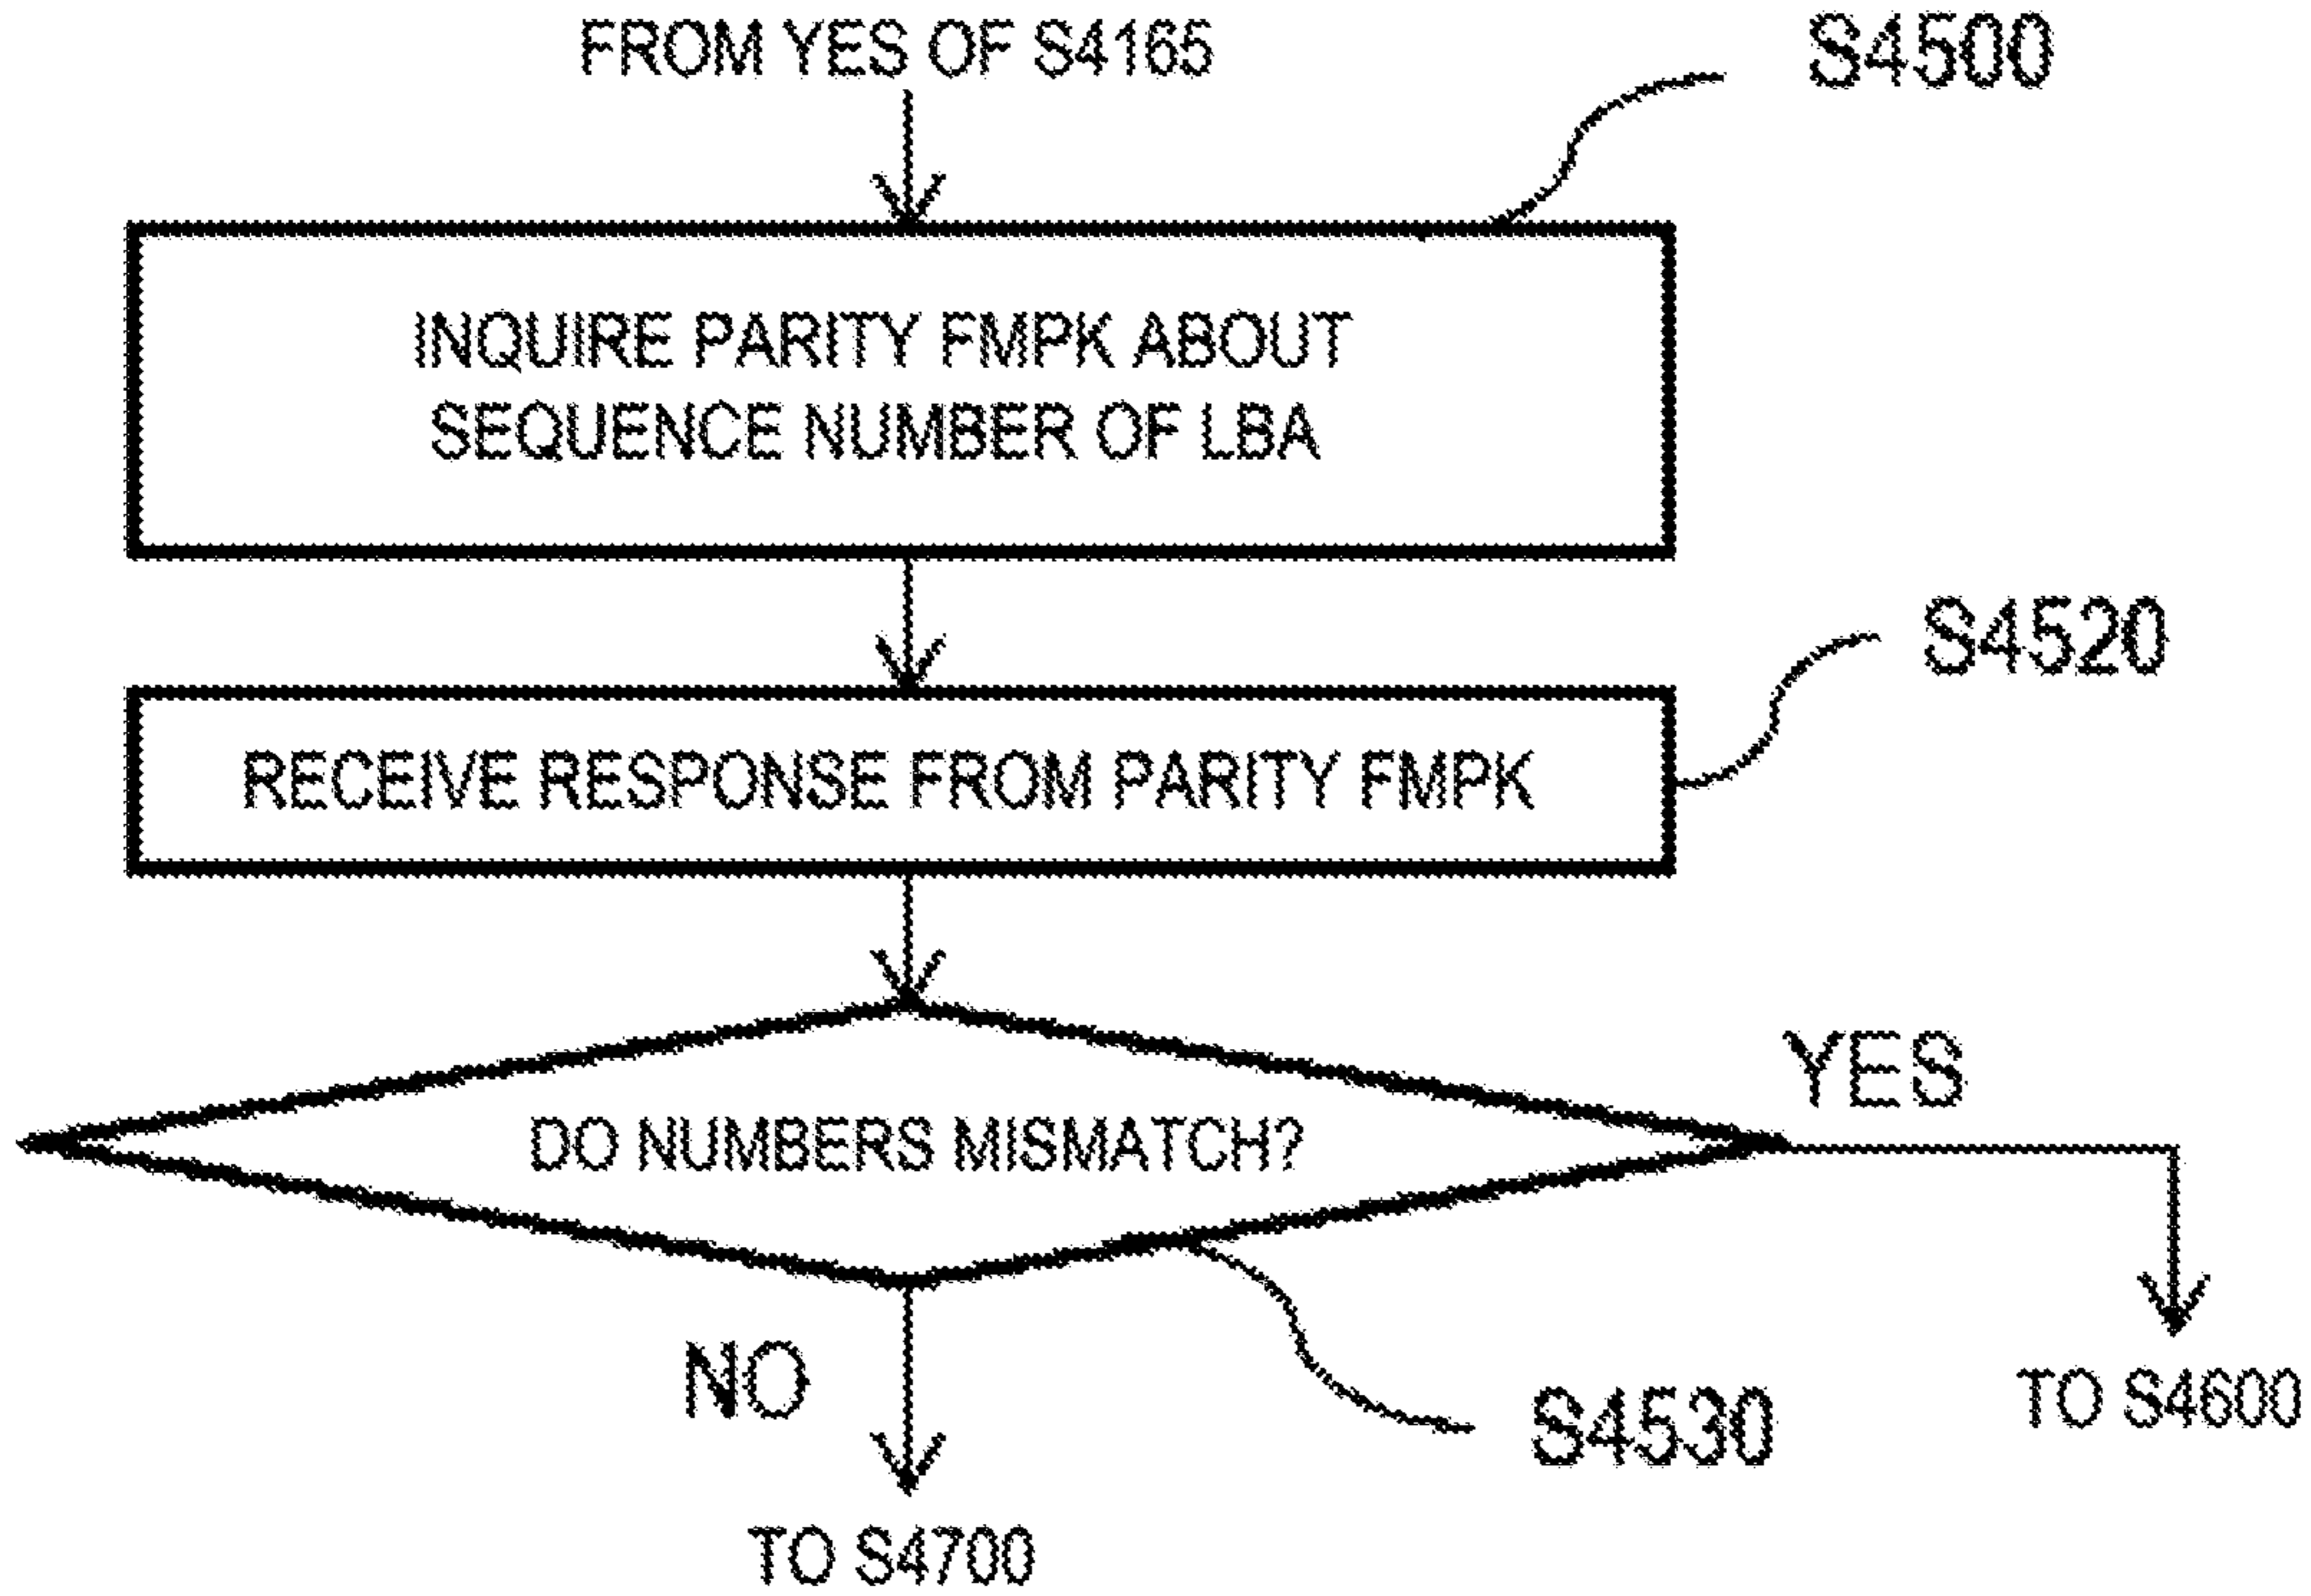 FROM YES OF S4165
S4500
INQUIRE PARITY FMPK ABOUT
SEQUENCE NUMBER OF LBA
S4520
RECEIVE RESPONSE FROM PARITY FMPK
YES
DO NUMBERS MISMATCH?
NO
S4530
TO S4600
TO S4700